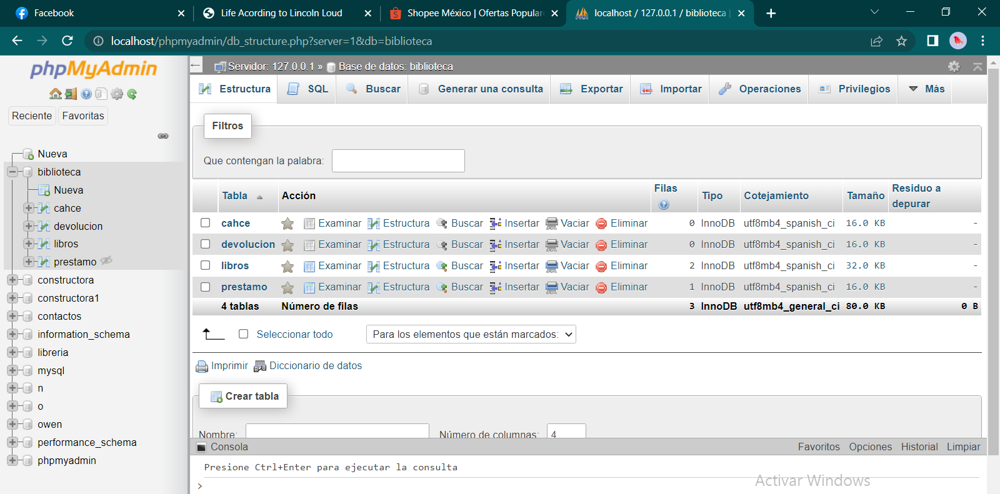 Facebook
Life Acording to Lincoln Loud
Shopee México | Ofertas Popular
localhost / 127.0.0.1 / biblioteca |
localhost/phpmyadmin/db_structure.php?server=1&db=biblioteca
phpMyAdmin
Reciente Favoritas
Nueva
biblioteca
Nueva
cahce
devolucion
libros
prestamo
constructora
constructora1
contactos
information_schema
libreria
mysql
n
o
owen
performance_schema
phpmyadmin
Servidor: 127.0.0.1 » Base de datos: biblioteca
Estructura SQL Buscar Generar una consulta Exportar Importar Operaciones Privilegios Más
Filtros
Que contengan la palabra:
Tabla Acción Filas Tipo Cotejamiento Tamaño Residuo a depurar
cahce Examinar Estructura Buscar Insertar Vaciar Eliminar 0 InnoDB utf8mb4_spanish_ci 16.0 KB -
devolucion Examinar Estructura Buscar Insertar Vaciar Eliminar 0 InnoDB utf8mb4_spanish_ci 16.0 KB -
libros Examinar Estructura Buscar Insertar Vaciar Eliminar 2 InnoDB utf8mb4_spanish_ci 32.0 KB -
prestamo Examinar Estructura Buscar Insertar Vaciar Eliminar 1 InnoDB utf8mb4_spanish_ci 16.0 KB -
4 tablas Número de filas 3 InnoDB utf8mb4_general_ci 80.0 KB 0 B
Seleccionar todo Para los elementos que están marcados:
Imprimir Diccionario de datos
Crear tabla
Nombre: Número de columnas: 4
Consola Favoritos Opciones Historial Limpiar
Presione Ctrl+Enter para ejecutar la consulta
>
Activar Windows